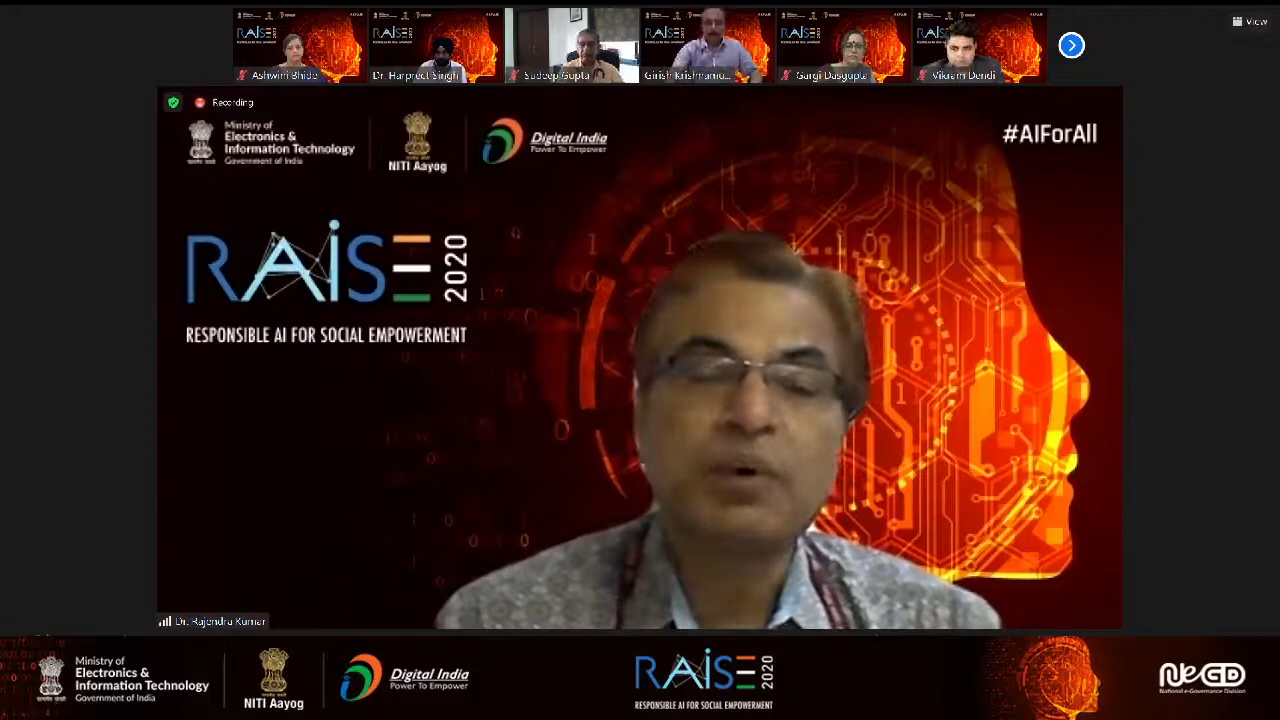 View
Ashwini Bhide
Dr. Harpreet Singh
Sudeep Gupta
Girish Krishnamu...
Gargi Dasgupta
Vikram Dendi
Recording
Ministry of
Electronics &
Information Technology
Government of India
NITI Aayog
Digital India
Power To Empower
#AIForAll
RAISE 2020
RESPONSIBLE AI FOR SOCIAL EMPOWERMENT
Dr. Rajendra Kumar
Ministry of
Electronics &
Information Technology
Government of India
NITI Aayog
Digital India
Power To Empower
RAISE 2020
RESPONSIBLE AI FOR SOCIAL EMPOWERMENT
NeGD
National e-Governance Division